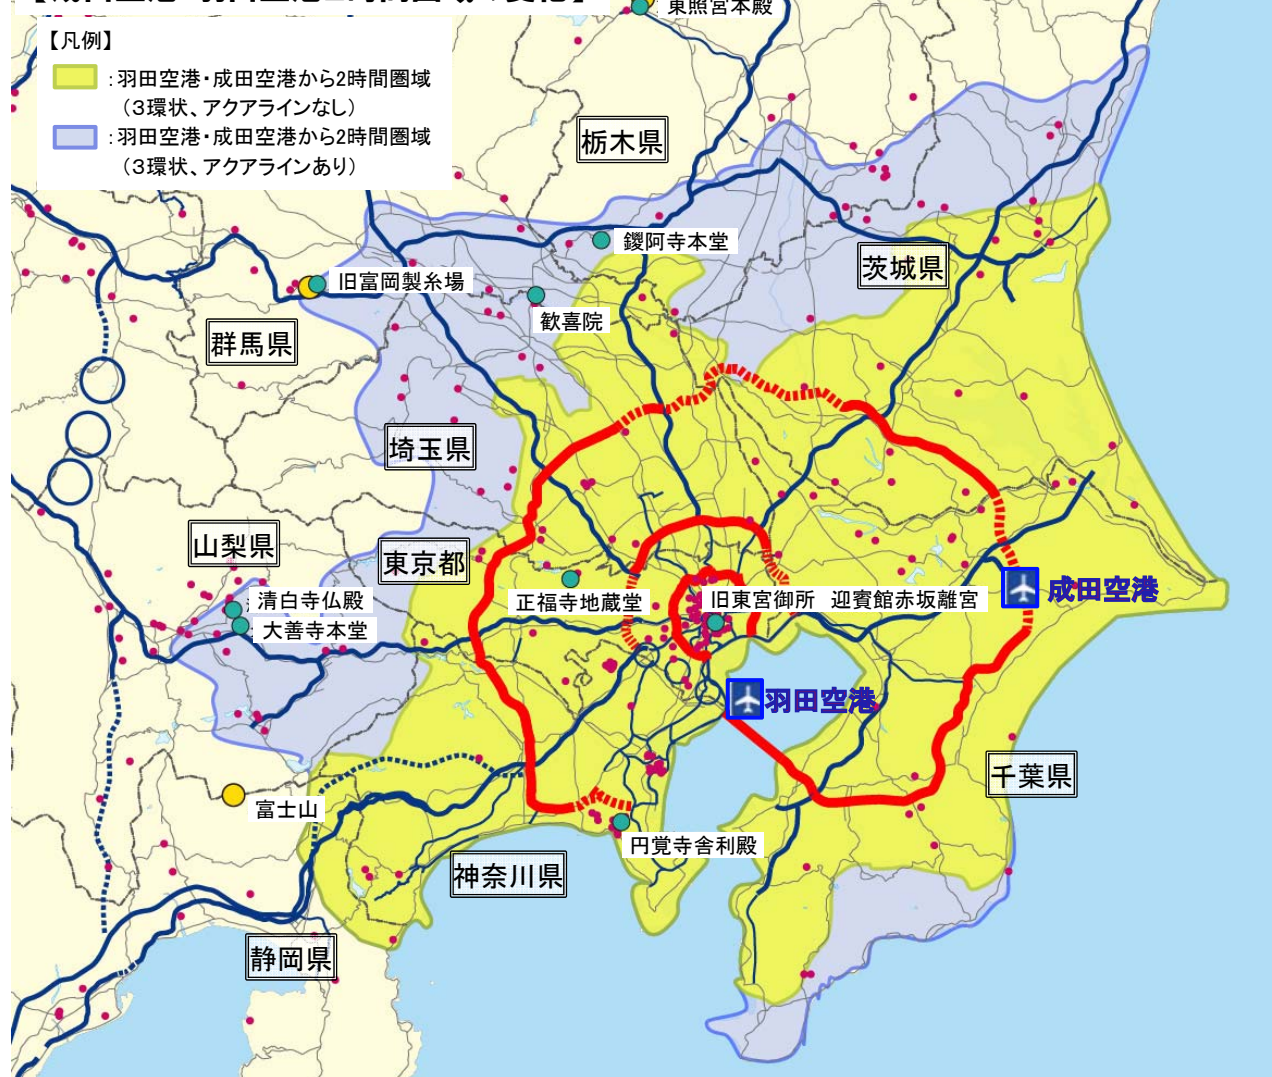 東照宮本殿
【凡例】
：羽田空港・成田空港から2時間圏域
（３環状、アクアラインなし）
：羽田空港・成田空港から2時間圏域
（３環状、アクアラインあり）
栃木県
鑁阿寺本堂
茨城県
旧富岡製糸場
歓喜院
群馬県
埼玉県
山梨県
東京都
清白寺仏殿
正福寺地蔵堂
旧東宮御所　迎賓館赤坂離宮
成田空港
大善寺本堂
羽田空港
千葉県
富士山
円覚寺舎利殿
神奈川県
静岡県